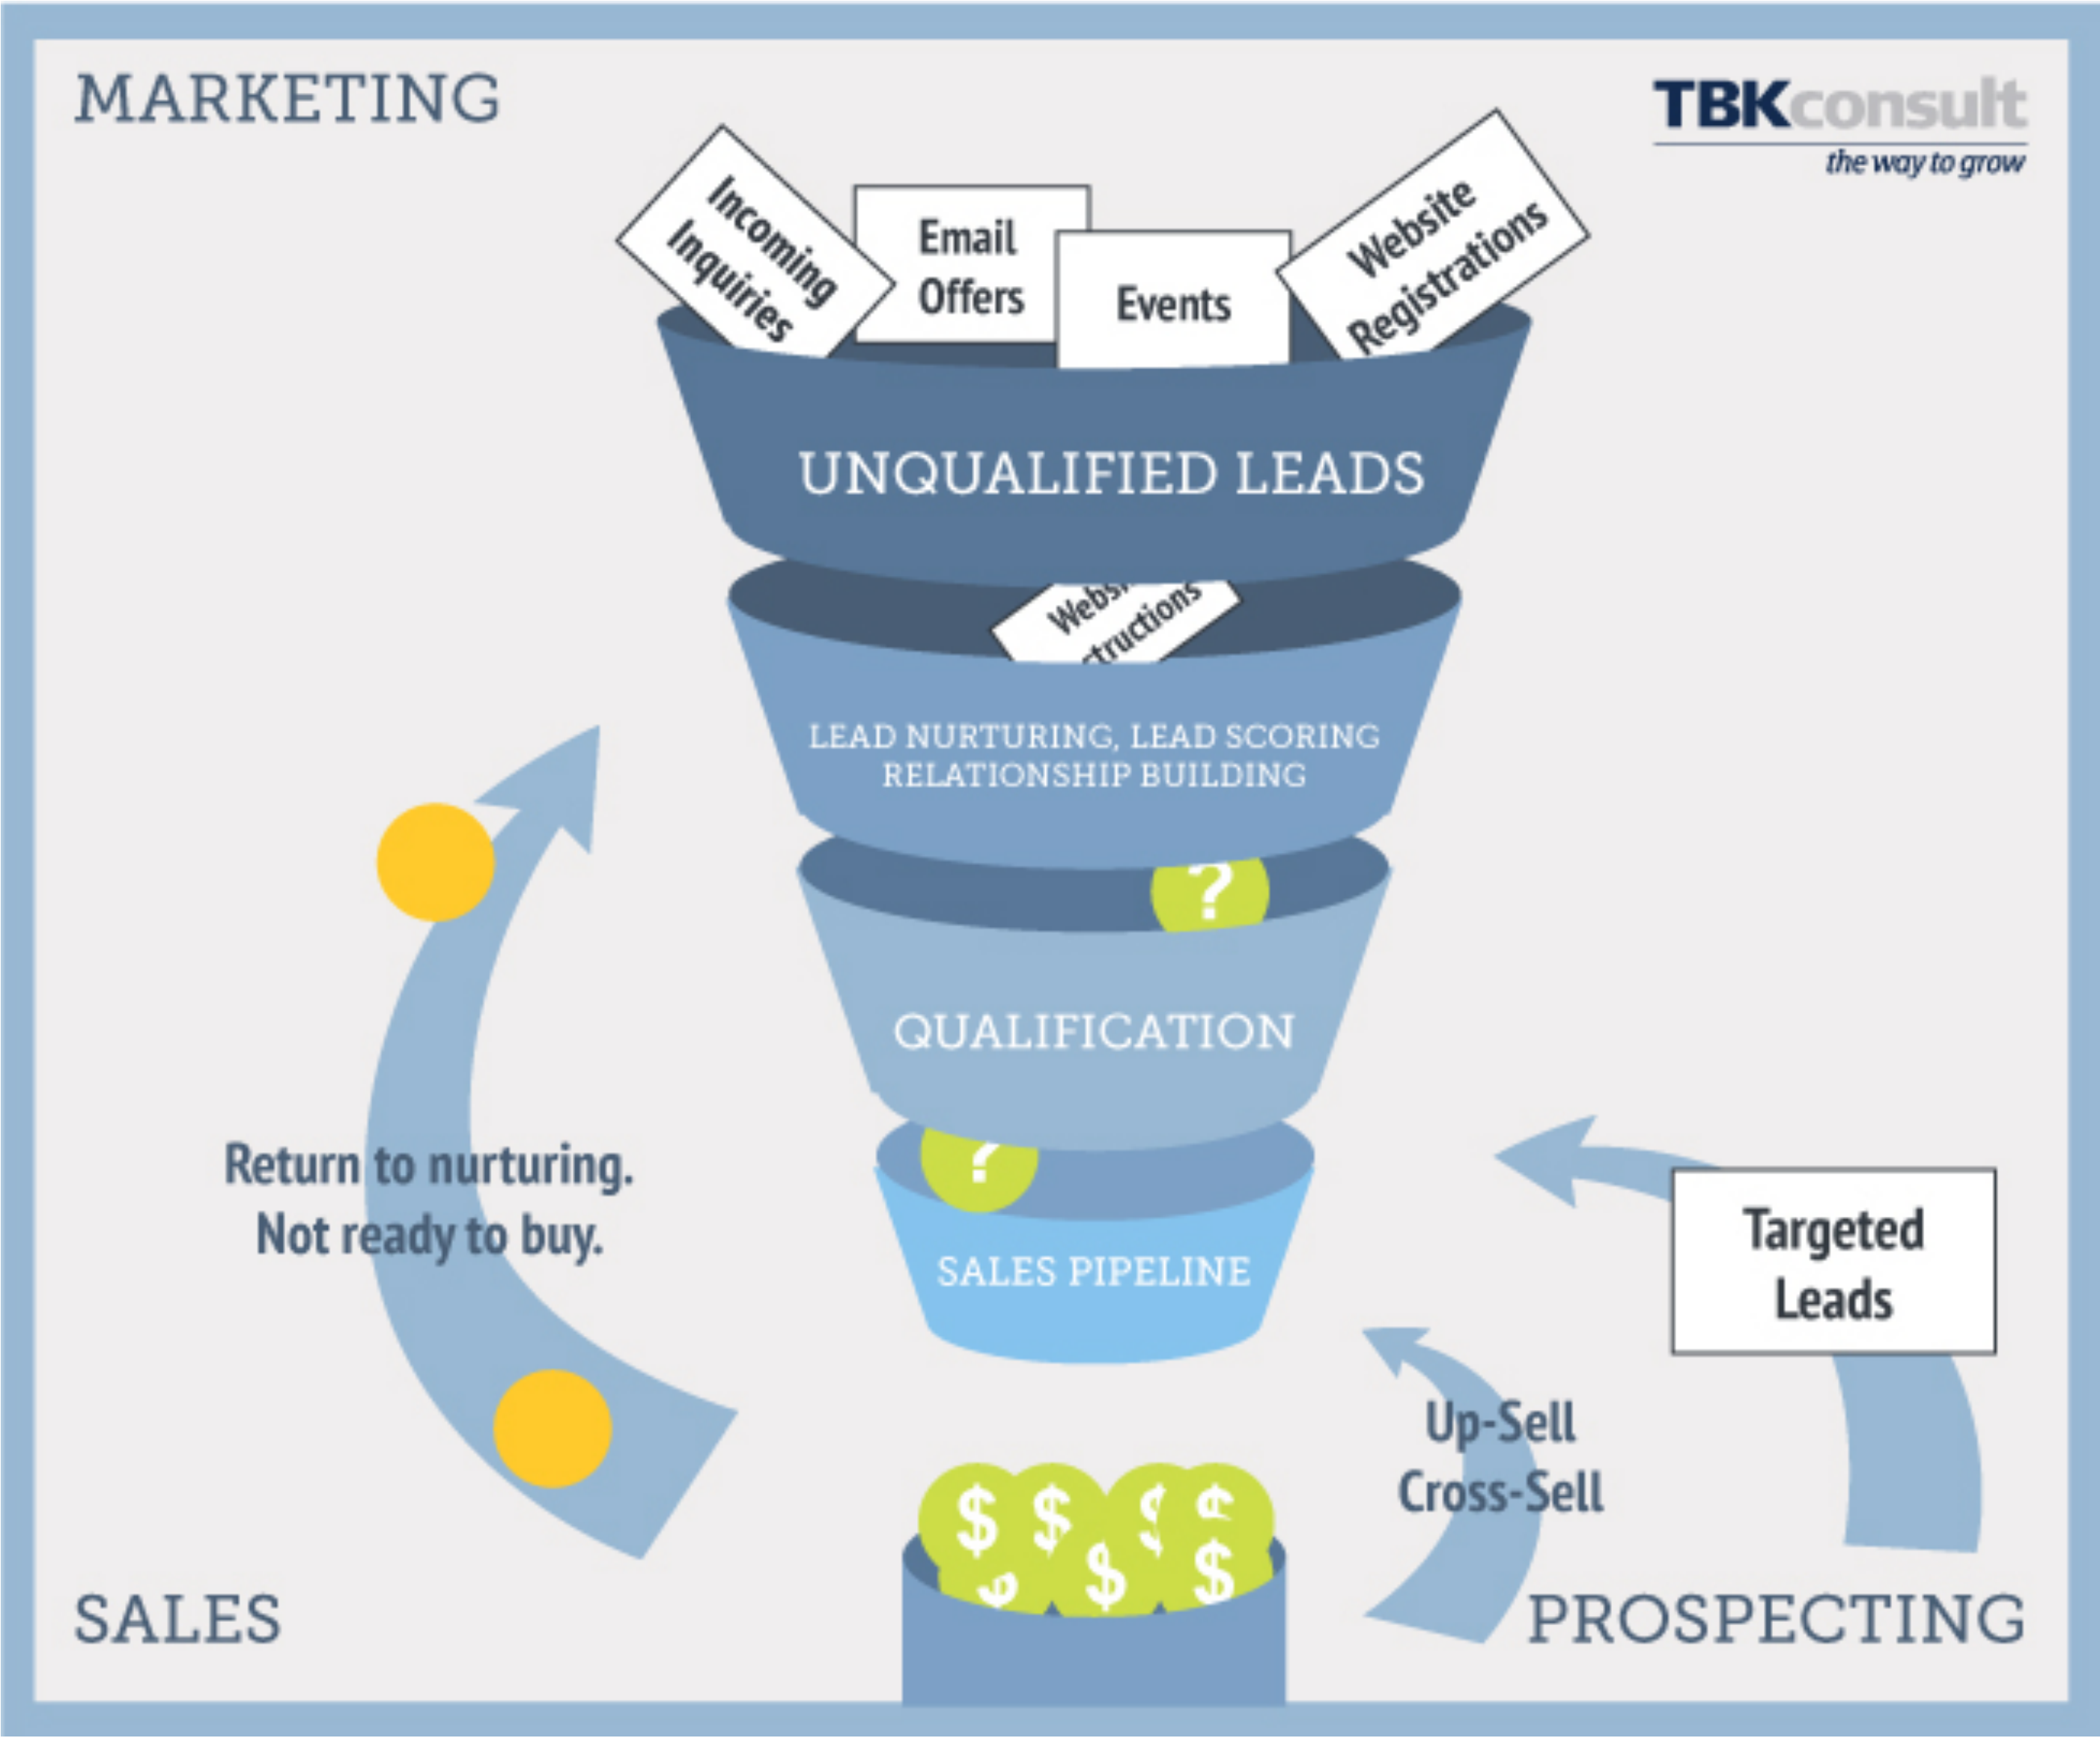 MARKETING
TBKconsult
the way to grow
Incoming
Inquiries
Email
Offers
Events
Website
Registrations
UNQUALIFIED LEADS
ctructions
LEAD NURTURING, LEAD SCORING
RELATIONSHIP BUILDING
?
QUALIFICATION
?
SALES PIPELINE
Return to nurturing.
Not ready to buy.
Targeted
Leads
Up-Sell
Cross-Sell
$ $ $ $
$ $ $
SALES
PROSPECTING